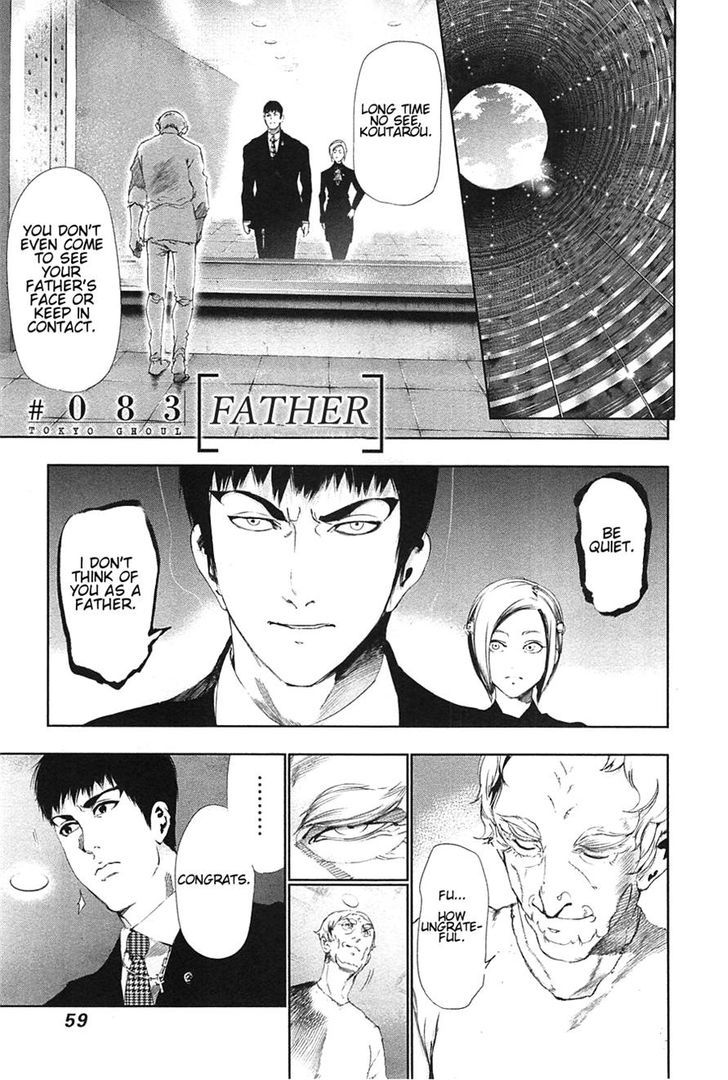 LONG TIME
NO SEE,
KOUTAROU.
YOU DON'T
EVEN COME
TO SEE
YOUR
FATHER'S
FACE OR
KEEP IN
CONTACT.
#083
TOKYO GHOUL
[FATHER]
BE
QUIET.
I DON'T
THINK OF
YOU AS A
FATHER.
FU...
HOW
UNGRATE-
FUL.
.........
CONGRATS.
59